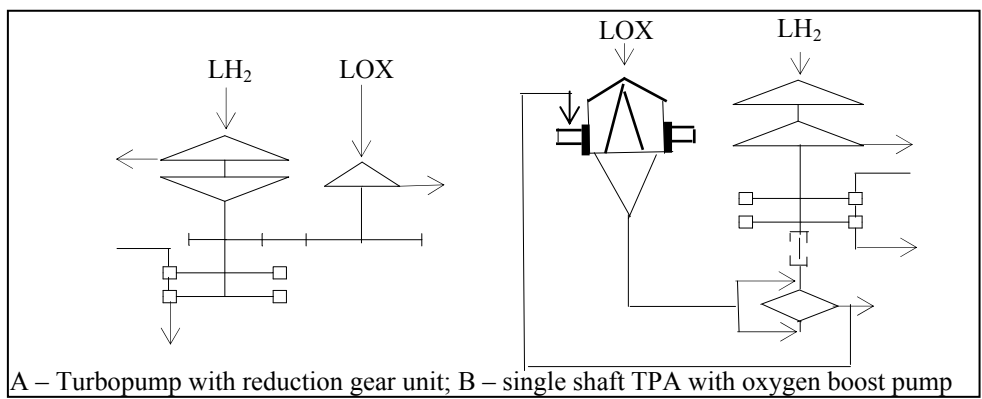 LH₂ LOX
LOX LH₂
A – Turbopump with reduction gear unit; B – single shaft TPA with oxygen boost pump